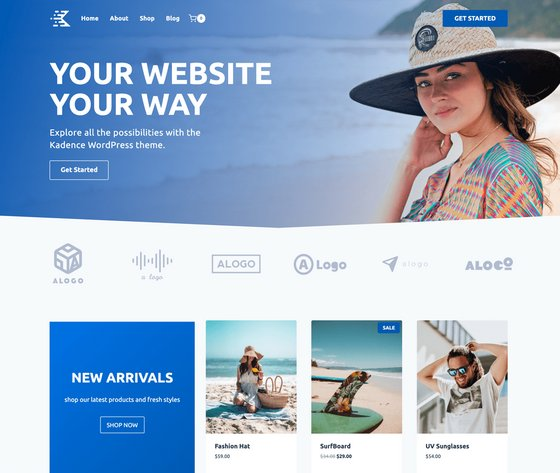 Home About Shop Blog 0 GET STARTED
YOUR WEBSITE
YOUR WAY
Explore all the possibilities with the
Kadence WordPress theme.
Get Started
ALOGO
a logo
ALOGO
A Logo
alogo
ALOGO
NEW ARRIVALS
shop our latest products and fresh styles
SHOP NOW
SALE
Fashion Hat
$59.00
SurfBoard
$34.00 $29.00
UV Sunglasses
$54.00